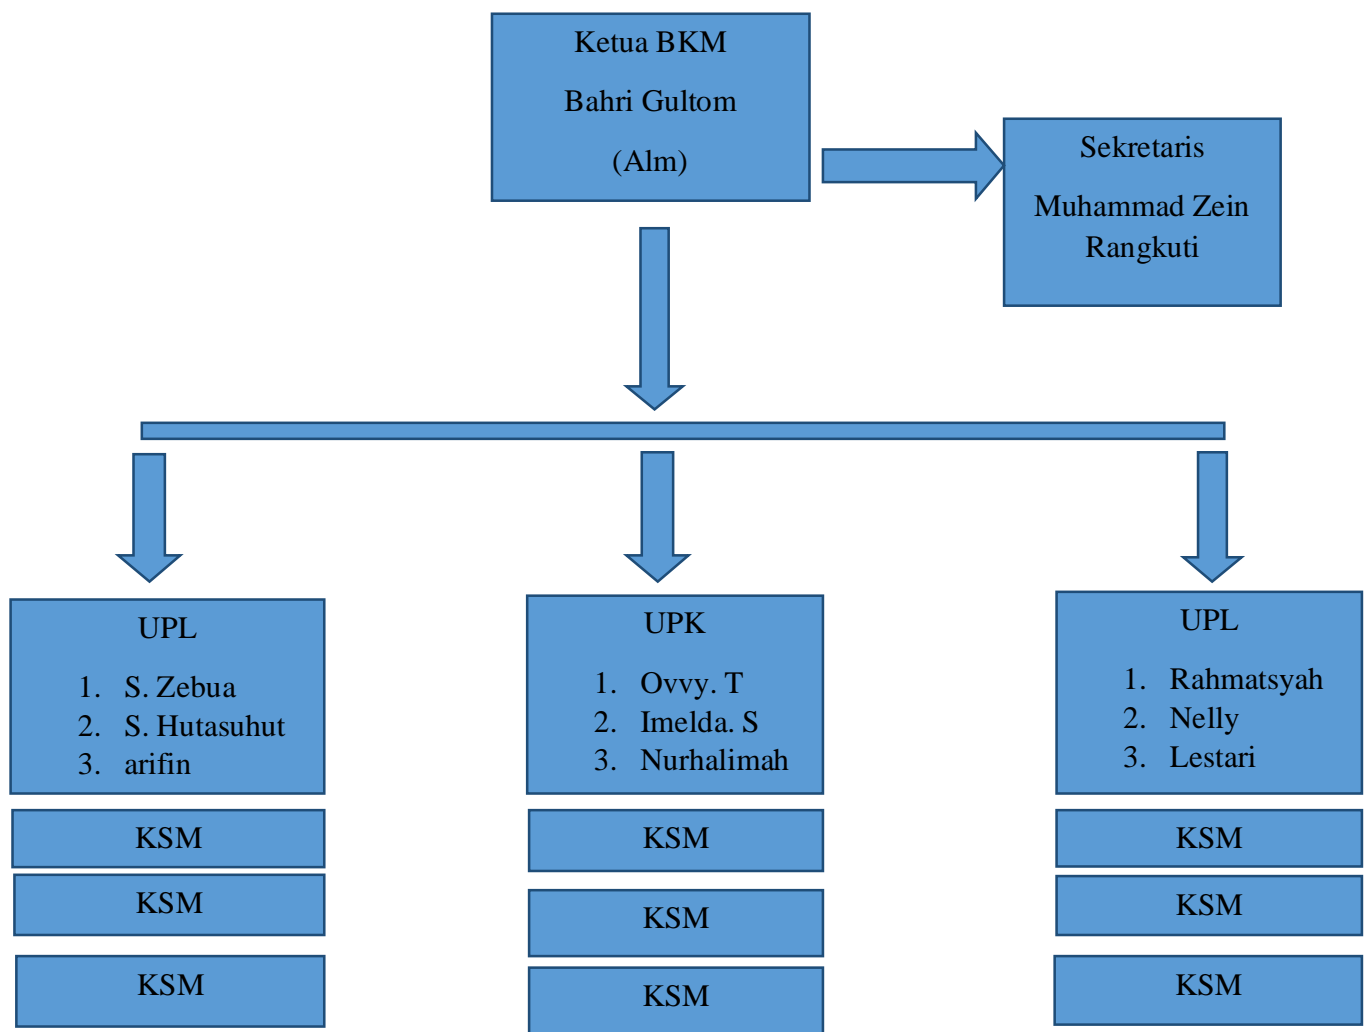 Ketua BKM
Bahri Gultom
(Alm)
Sekretaris
Muhammad Zein
Rangkuti
UPL
1. S. Zebua
2. S. Hutasuhut
3. arifin
KSM
KSM
KSM
UPK
1. Ovvy. T
2. Imelda. S
3. Nurhalimah
KSM
KSM
KSM
UPL
1. Rahmatsyah
2. Nelly
3. Lestari
KSM
KSM
KSM